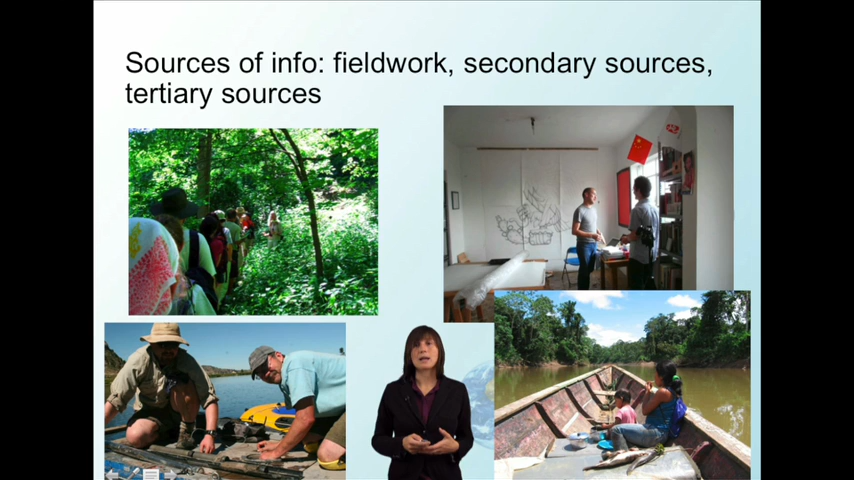 Sources of info: fieldwork, secondary sources,
tertiary sources